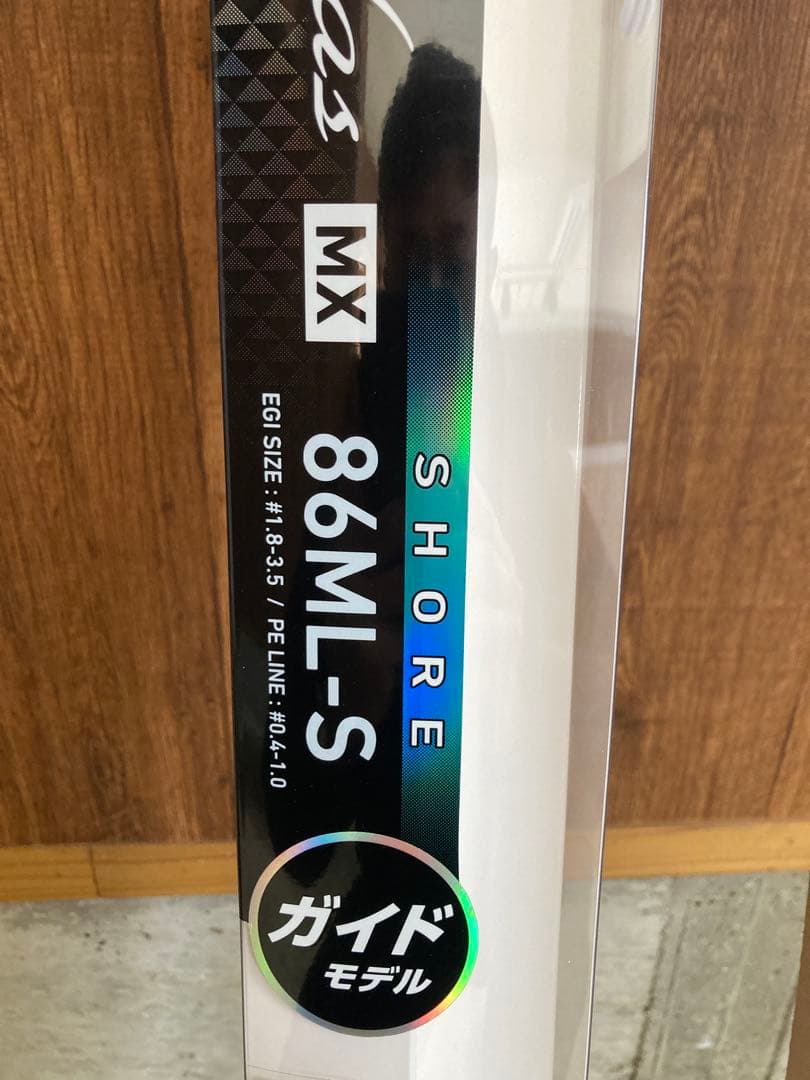 as
MX
SHORE
86ML-S
EGI SIZE : #1.8-3.5 / PE LINE : #0.4-1.0
ガイド
モデル